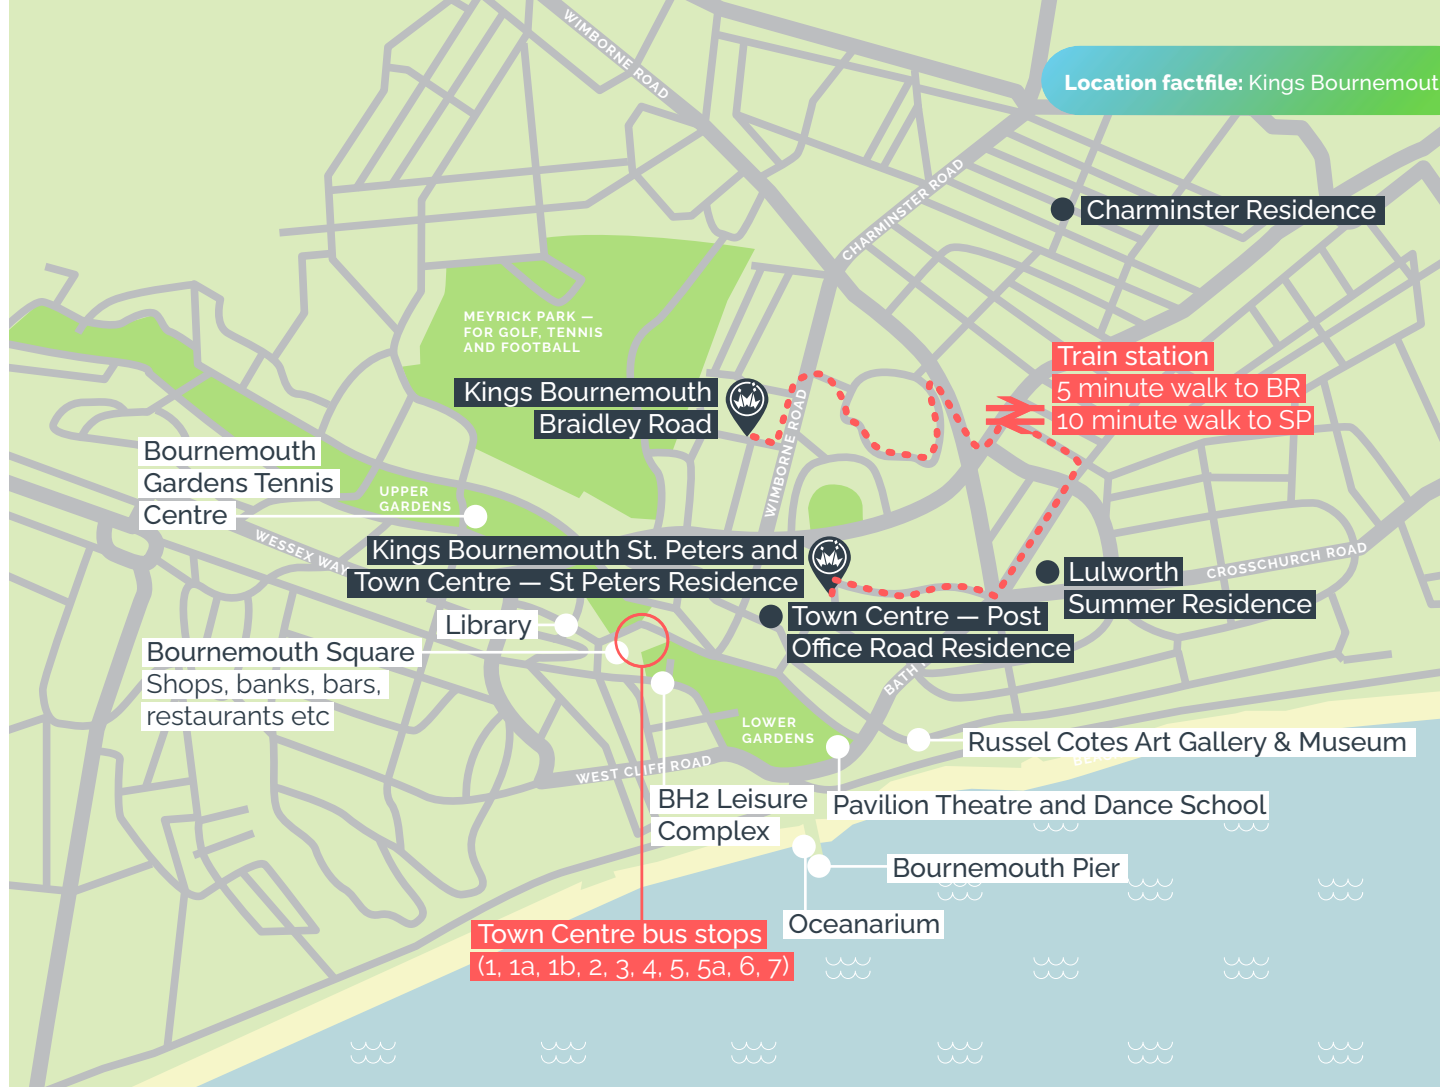 WIMBORNE ROAD
Location factfile: Kings Bournemout
CHARMINSTER ROAD
Charminster Residence
MEYRICK PARK —
FOR GOLF, TENNIS
AND FOOTBALL
Train station
5 minute walk to BR
10 minute walk to SP
Kings Bournemouth
Braidley Road
WIMBORNE ROAD
Bournemouth
Gardens Tennis
Centre
UPPER
GARDENS
WESSEX WAY
Kings Bournemouth St. Peters and
Town Centre — St Peters Residence
CROSSCHURCH ROAD
Lulworth
Summer Residence
Town Centre — Post
Office Road Residence
Library
Bournemouth Square
Shops, banks, bars,
restaurants etc
BATH
LOWER
GARDENS
Russel Cotes Art Gallery & Museum
WEST CLIFF ROAD
BH2 Leisure
Complex
Pavilion Theatre and Dance School
Bournemouth Pier
Oceanarium
Town Centre bus stops
(1, 1a, 1b, 2, 3, 4, 5, 5a, 6, 7)